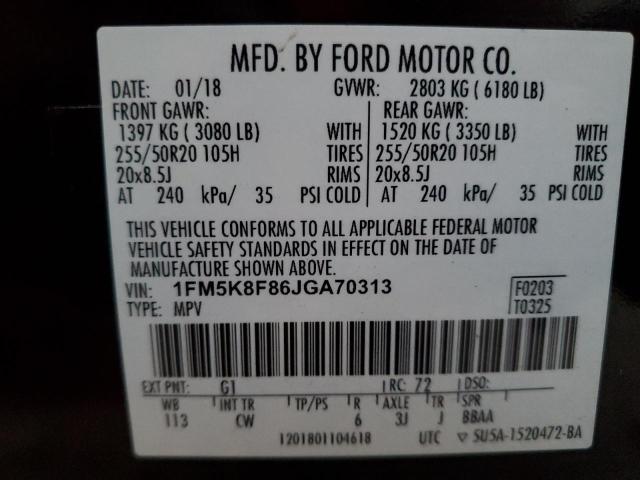 MFD. BY FORD MOTOR CO.
DATE: 01/18 GVWR: 2803 KG ( 6180 LB)
FRONT GAWR: REAR GAWR:
1397 KG ( 3080 LB) WITH 1520 KG ( 3350 LB) WITH
255/50R20 105H TIRES 255/50R20 105H TIRES
20x8.5J RIMS 20x8.5J RIMS
AT 240 kPa/ 35 PSI COLD AT 240 kPa/ 35 PSI COLD
THIS VEHICLE CONFORMS TO ALL APPLICABLE FEDERAL MOTOR
VEHICLE SAFETY STANDARDS IN EFFECT ON THE DATE OF
MANUFACTURE SHOWN ABOVE.
VIN: 1FM5K8F86JGA70313 F0203
TYPE: MPV T0325
EXT PNT: G1 RC: 72 DSO:
WB INT TR TP/PS R AXLE TR SPR
113 CW 6 3J J BBAA
1201801104618 UTC ▽ SU5A-1520472-BA